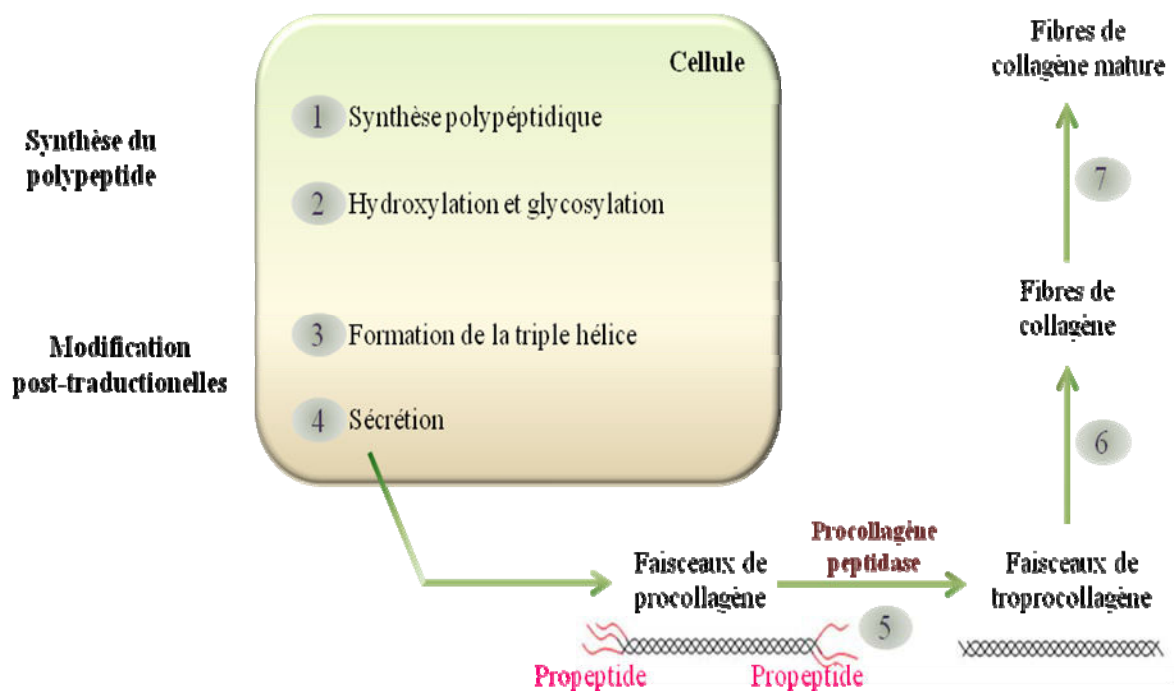 Cellule
Synthèse du
polypeptide
1 Synthèse polypéptidique
2 Hydroxylation et glycosylation
Modification
post-traductionelles
3 Formation de la triple hélice
4 Sécrétion
Faisceaux de
procollagène
Propeptide
Propeptide
Procollagène
peptidase
5
Faisceaux de
troprocollagène
6
Fibres de
collagène
7
Fibres de
collagène mature